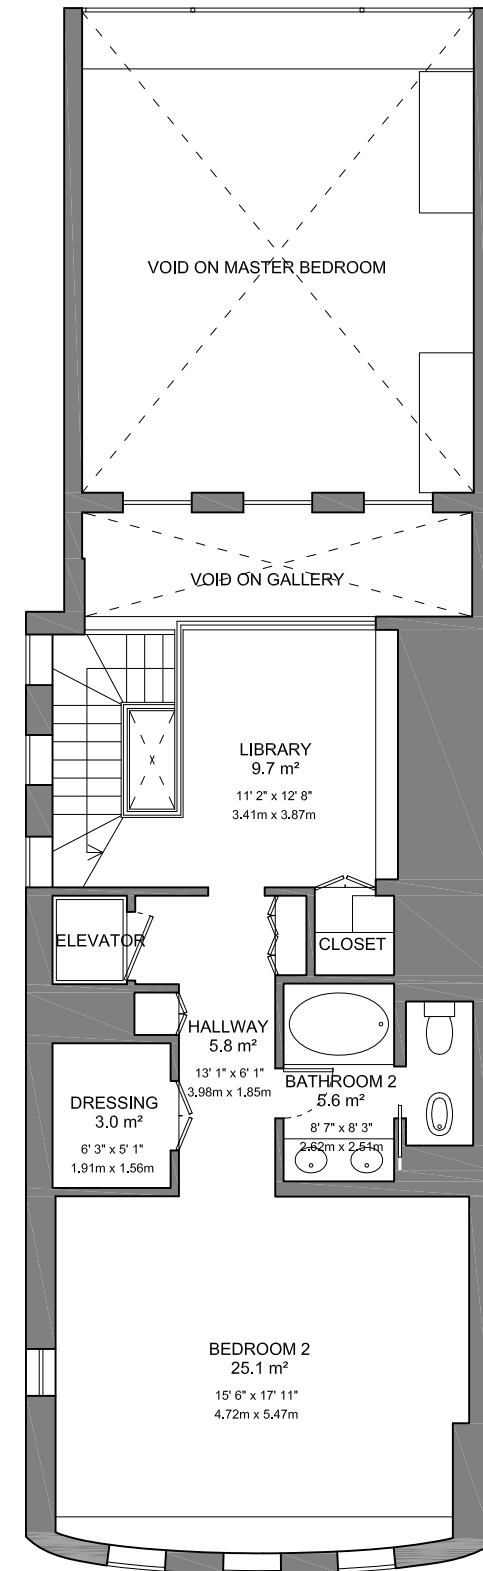 VOID ON MASTER BEDROOM
VOID ON GALLERY
LIBRARY
9.7 m²
11' 2" x 12' 8"
3.41m x 3.87m
ELEVATOR
CLOSET
HALLWAY
5.8 m²
13' 1" x 6' 1"
3.98m x 1.85m
BATHROOM 2
5.6 m²
8' 7" x 8' 3"
2.62m x 2.51m
DRESSING
3.0 m²
6' 3" x 5' 1"
1.91m x 1.56m
BEDROOM 2
25.1 m²
15' 6" x 17' 11"
4.72m x 5.47m